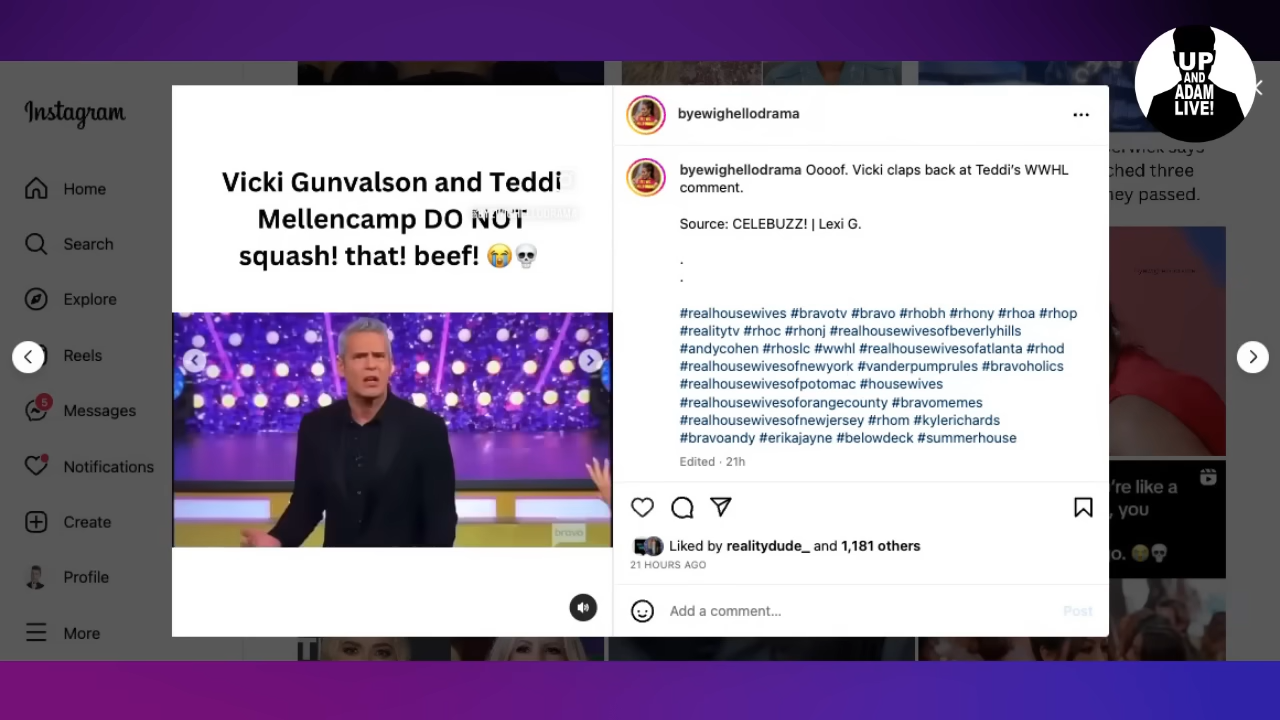 UP
AND
ADAM
LIVE!
Instagram
Home
Search
Explore
Reels
5
Messages
Notifications
Create
Profile
More
Vicki Gunvalson and Teddi
Mellencamp DO NOT
squash! that! beef! 😭💀
bravo
byewighellodrama
byewighellodrama Oooof. Vicki claps back at Teddi's WWHL
comment.
Source: CELEBUZZ! | Lexi G.
.
.
#realhousewives #bravotv #bravo #rhobh #rhony #rhoa #rhop
#realitytv #rhoc #rhonj #realhousewivesofbeverlyhills
#andycohen #rhoslc #wwhl #realhousewivesofatlanta #rhod
#realhousewivesofnewyork #vanderpumprules #bravoholics
#realhousewivesofpotomac #housewives
#realhousewivesoforangecounty #bravomemes
#realhousewivesofnewjersey #rhom #kylerichards
#bravoandy #erikajayne #belowdeck #summerhouse
Edited · 21h
Liked by realitydude_ and 1,181 others
21 HOURS AGO
Add a comment...
Post
says
ched three
ney passed.
're like a
, you
o. 😭💀